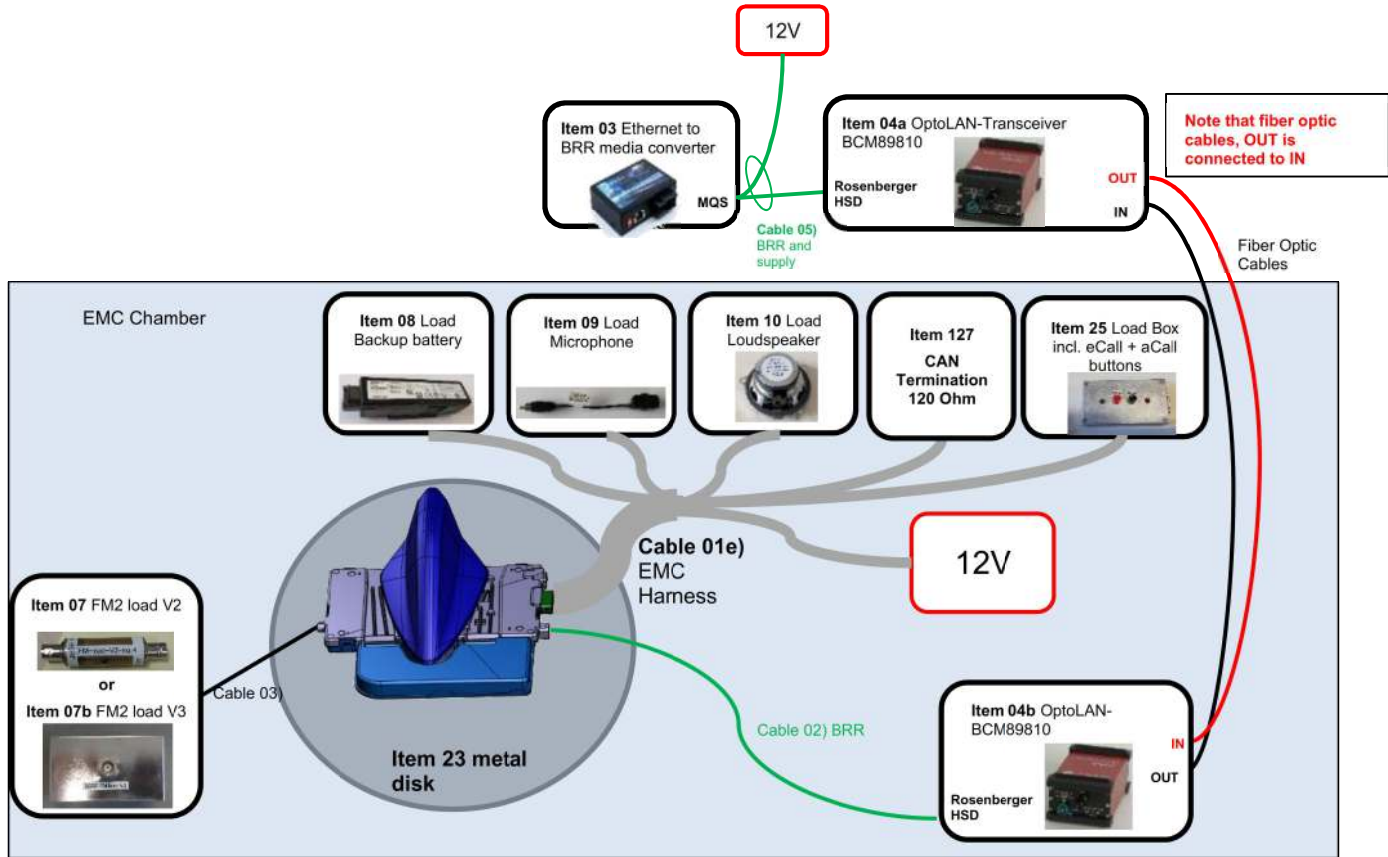 12V
Item 03 Ethernet to
BRR media converter
MQS
Cable 05)
BRR and
supply
Item 04a OptoLAN-Transceiver
BCM89810
Rosenberger
HSD
OUT
IN
Note that fiber optic
cables, OUT is
connected to IN
Fiber Optic
Cables
EMC Chamber
Item 08 Load
Backup battery
Item 09 Load
Microphone
Item 10 Load
Loudspeaker
Item 127
CAN
Termination
120 Ohm
Item 25 Load Box
incl. eCall + aCall
buttons
Cable 01e)
EMC
Harness
12V
Item 07 FM2 load V2
or
Item 07b FM2 load V3
Cable 03)
Item 23 metal
disk
Cable 02) BRR
Item 04b OptoLAN-
BCM89810
IN
OUT
Rosenberger
HSD